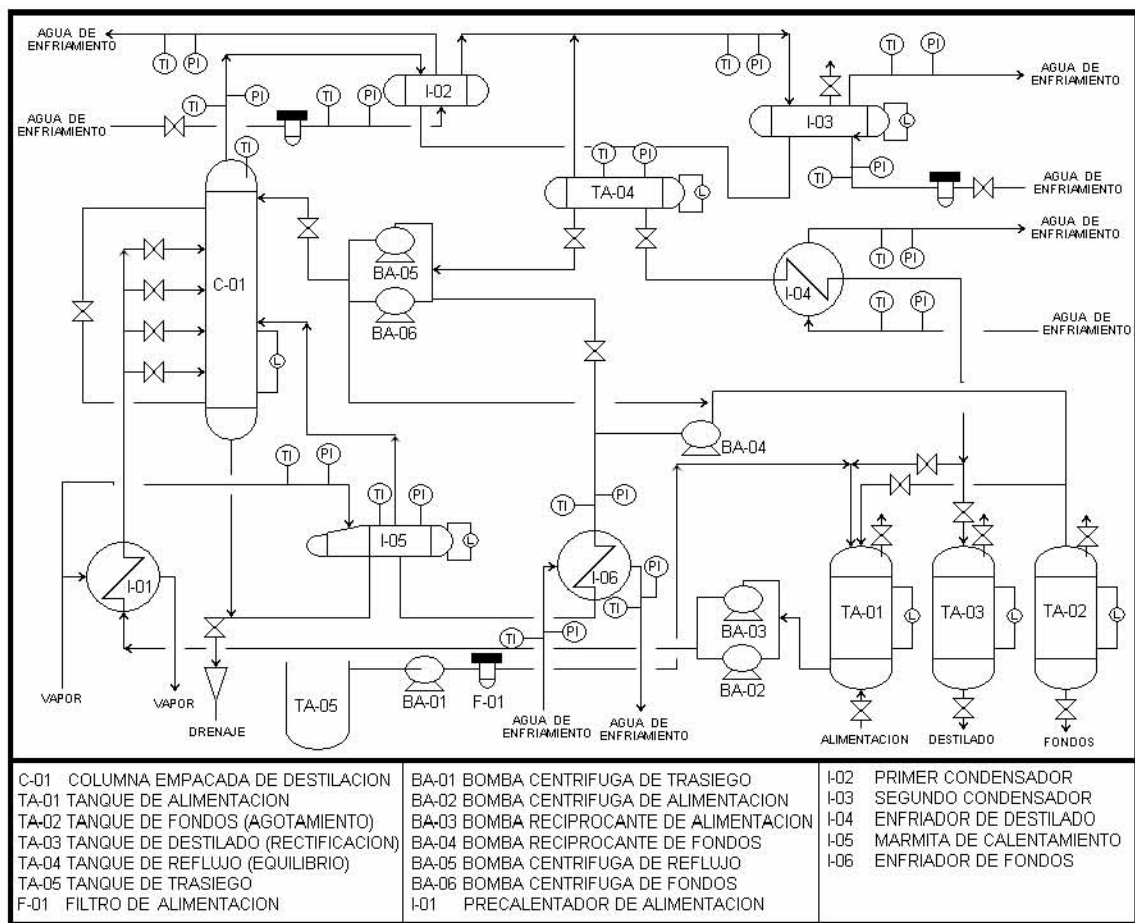 AGUA DE
ENFRIAMIENTO
TI
PI
I-02
TI
PI
TI
PI
AGUA DE
ENFRIAMIENTO
TI
PI
AGUA DE
ENFRIAMIENTO
TI
PI
I-03
L
TI
TI
PI
TI
PI
AGUA DE
ENFRIAMIENTO
TA-04
L
AGUA DE
ENFRIAMIENTO
C-01
BA-05
TI
PI
I-04
BA-06
TI
PI
AGUA DE
ENFRIAMIENTO
L
BA-04
TI
PI
TI
PI
TI
PI
I-05
L
I-01
I-06
PI
TI
TA-01
L
TA-03
L
TA-02
L
BA-03
TI
PI
BA-02
VAPOR
VAPOR
DRENAJE
TA-05
BA-01
F-01
AGUA DE
ENFRIAMIENTO
AGUA DE
ENFRIAMIENTO
ALIMENTACION
DESTILADO
FONDOS
C-01 COLUMNA EMPACADA DE DESTILACION
TA-01 TANQUE DE ALIMENTACION
TA-02 TANQUE DE FONDOS (AGOTAMIENTO)
TA-03 TANQUE DE DESTILADO (RECTIFICACION)
TA-04 TANQUE DE REFLUJO (EQUILIBRIO)
TA-05 TANQUE DE TRASIEGO
F-01 FILTRO DE ALIMENTACION
BA-01 BOMBA CENTRIFUGA DE TRASIEGO
BA-02 BOMBA CENTRIFUGA DE ALIMENTACION
BA-03 BOMBA RECIPROCANTE DE ALIMENTACION
BA-04 BOMBA RECIPROCANTE DE FONDOS
BA-05 BOMBA CENTRIFUGA DE REFLUJO
BA-06 BOMBA CENTRIFUGA DE FONDOS
I-01 PRECALENTADOR DE ALIMENTACION
I-02 PRIMER CONDENSADOR
I-03 SEGUNDO CONDENSADOR
I-04 ENFRIADOR DE DESTILADO
I-05 MARMITA DE CALENTAMIENTO
I-06 ENFRIADOR DE FONDOS